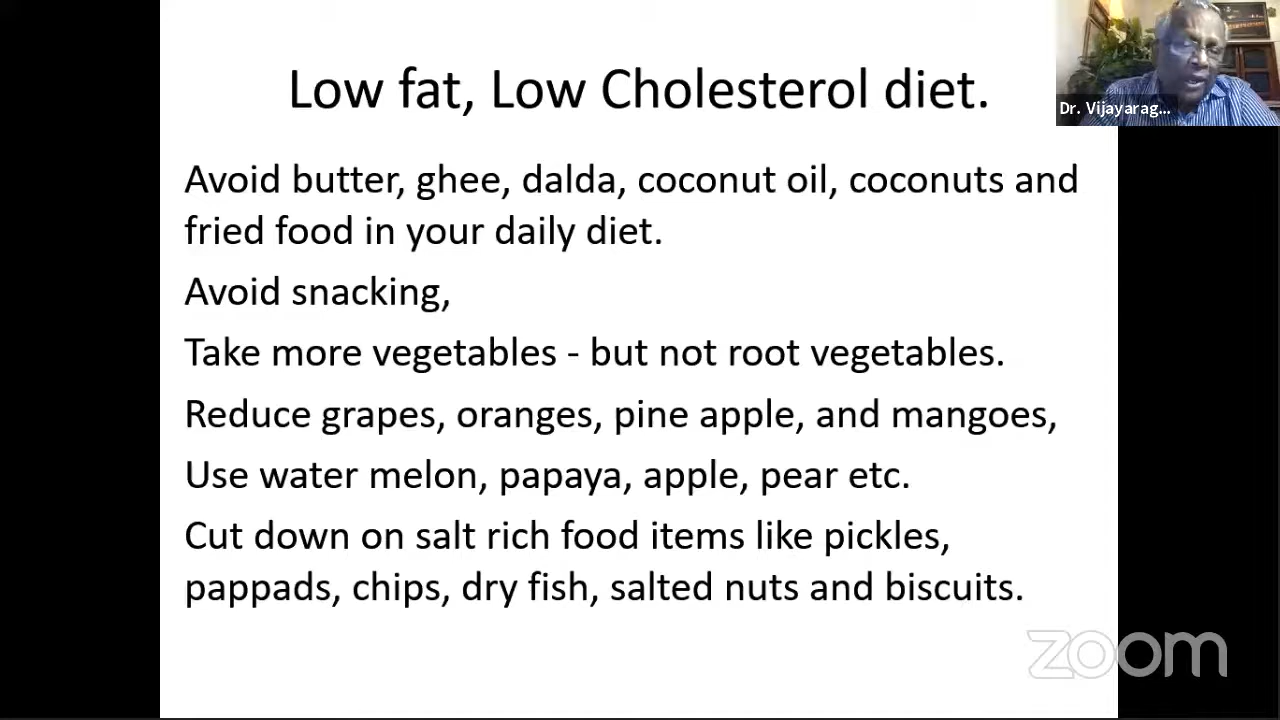 Low fat, Low Cholesterol diet.
Dr. Vijayarag...
Avoid butter, ghee, dalda, coconut oil, coconuts and
fried food in your daily diet.
Avoid snacking,
Take more vegetables - but not root vegetables.
Reduce grapes, oranges, pine apple, and mangoes,
Use water melon, papaya, apple, pear etc.
Cut down on salt rich food items like pickles,
pappads, chips, dry fish, salted nuts and biscuits.
zoom